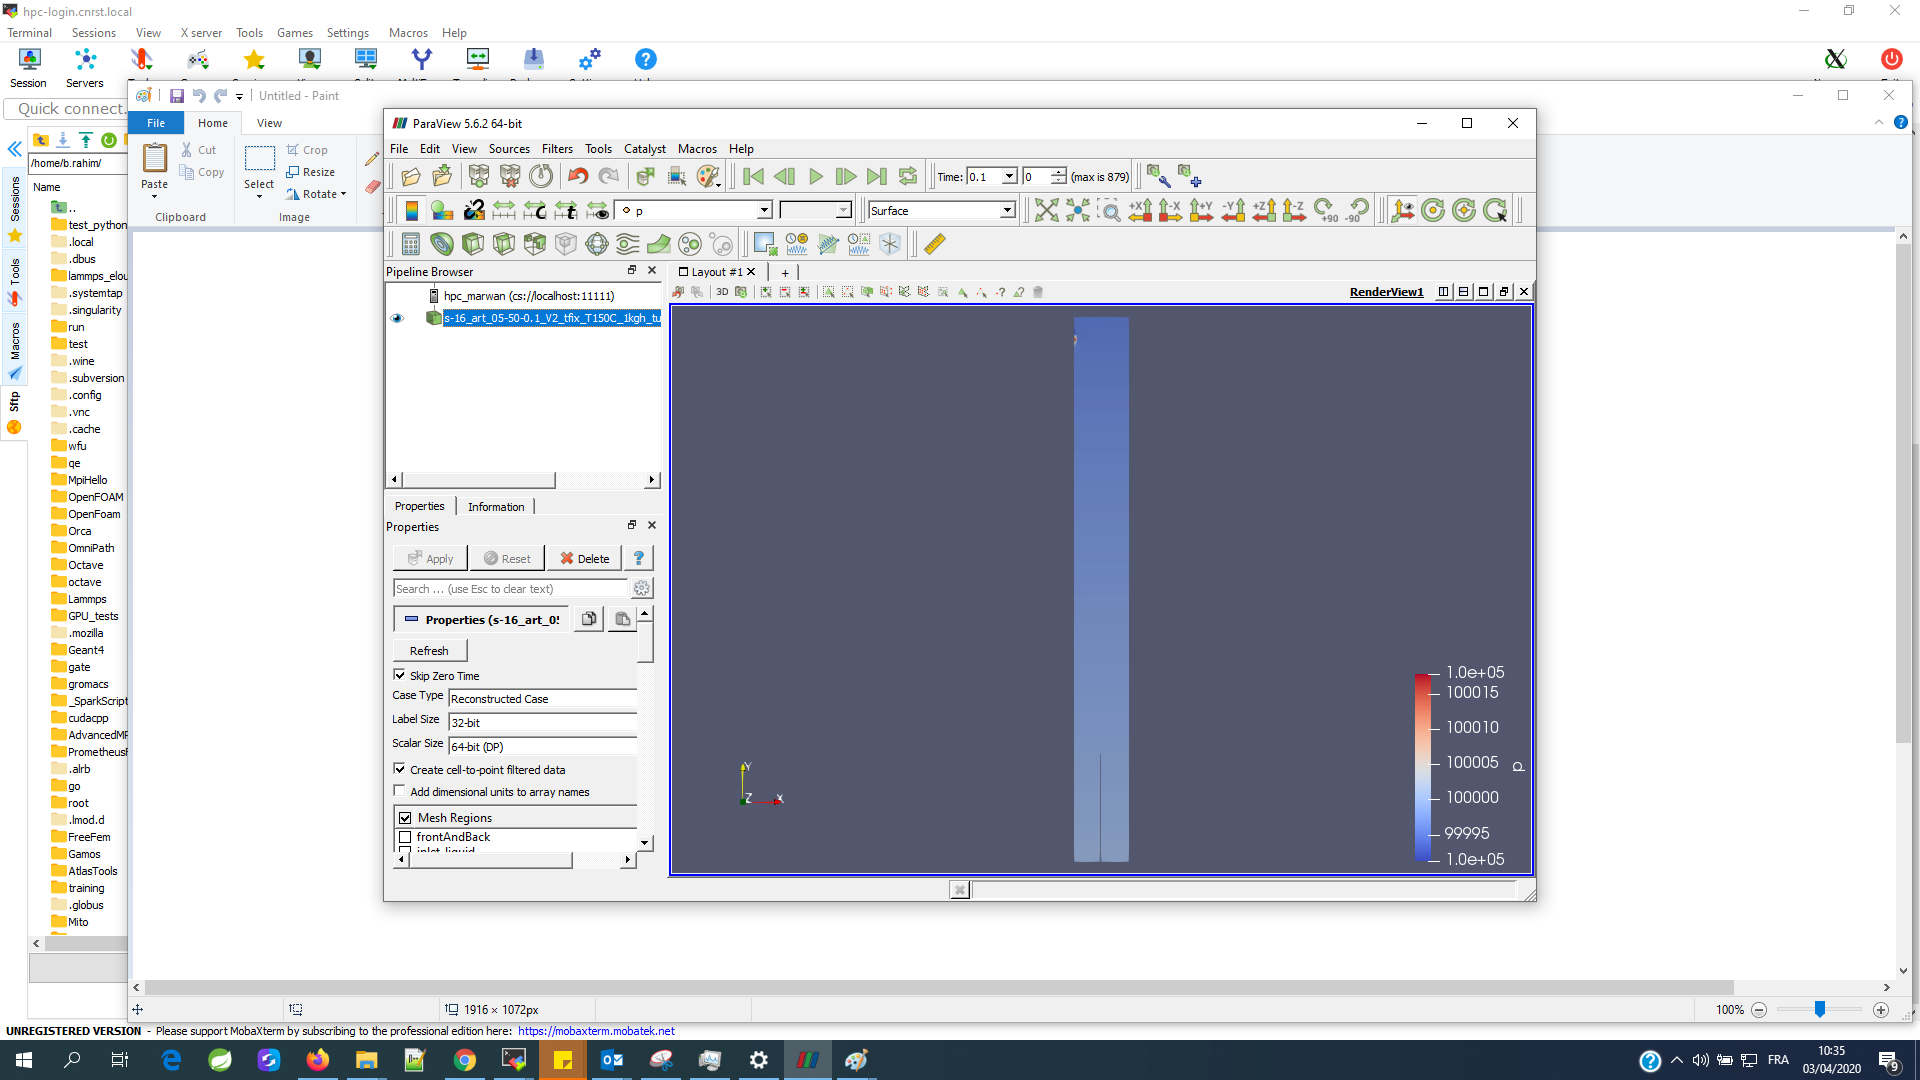 hpc-login.cnrst.local
Terminal Sessions View X server Tools Games Settings Macros Help
Session Servers
Quick connect.
Untitled - Paint
File Home View
Cut
Copy
Paste
Clipboard
Select
Crop
Resize
Rotate
Image
/home/b.rahim/
Name
..
test_python
.local
.dbus
lammps_elou
.systemtap
.singularity
run
test
.wine
.subversion
.config
.vnc
.cache
wfu
qe
MpiHello
OpenFOAM
OpenFoam
Orca
OmniPath
Octave
octave
Lammps
GPU_tests
.mozilla
Geant4
gate
gromacs
_SparkScript
cudacpp
AdvancedMP
PrometheusF
.alrb
go
root
.lmod.d
FreeFem
Gamos
AtlasTools
training
.globus
Mito
Sessions
Tools
Macros
Sftp
ParaView 5.6.2 64-bit
File Edit View Sources Filters Tools Catalyst Macros Help
Time: 0.1 0 (max is 879)
p
Surface
+X -X +Y -Y +Z -Z +90 -90
Pipeline Browser
hpc_marwan (cs://localhost:11111)
s-16_art_05-50-0.1_V2_tfix_T150C_1kgh_tu
Properties Information
Properties
Apply Reset Delete ?
Search ... (use Esc to clear text)
Properties (s-16_art_05
Refresh
Skip Zero Time
Case Type Reconstructed Case
Label Size 32-bit
Scalar Size 64-bit (DP)
Create cell-to-point filtered data
Add dimensional units to array names
Mesh Regions
frontAndBack
Layout #1 +
3D
RenderView1
Y
Z X
1.0e+05
100015
100010
100005
100000
99995
1.0e+05
p
1916 × 1072px
100%
UNREGISTERED VERSION - Please support MobaXterm by subscribing to the professional edition here: https://mobaxterm.mobatek.net
FRA
10:35
03/04/2020
9